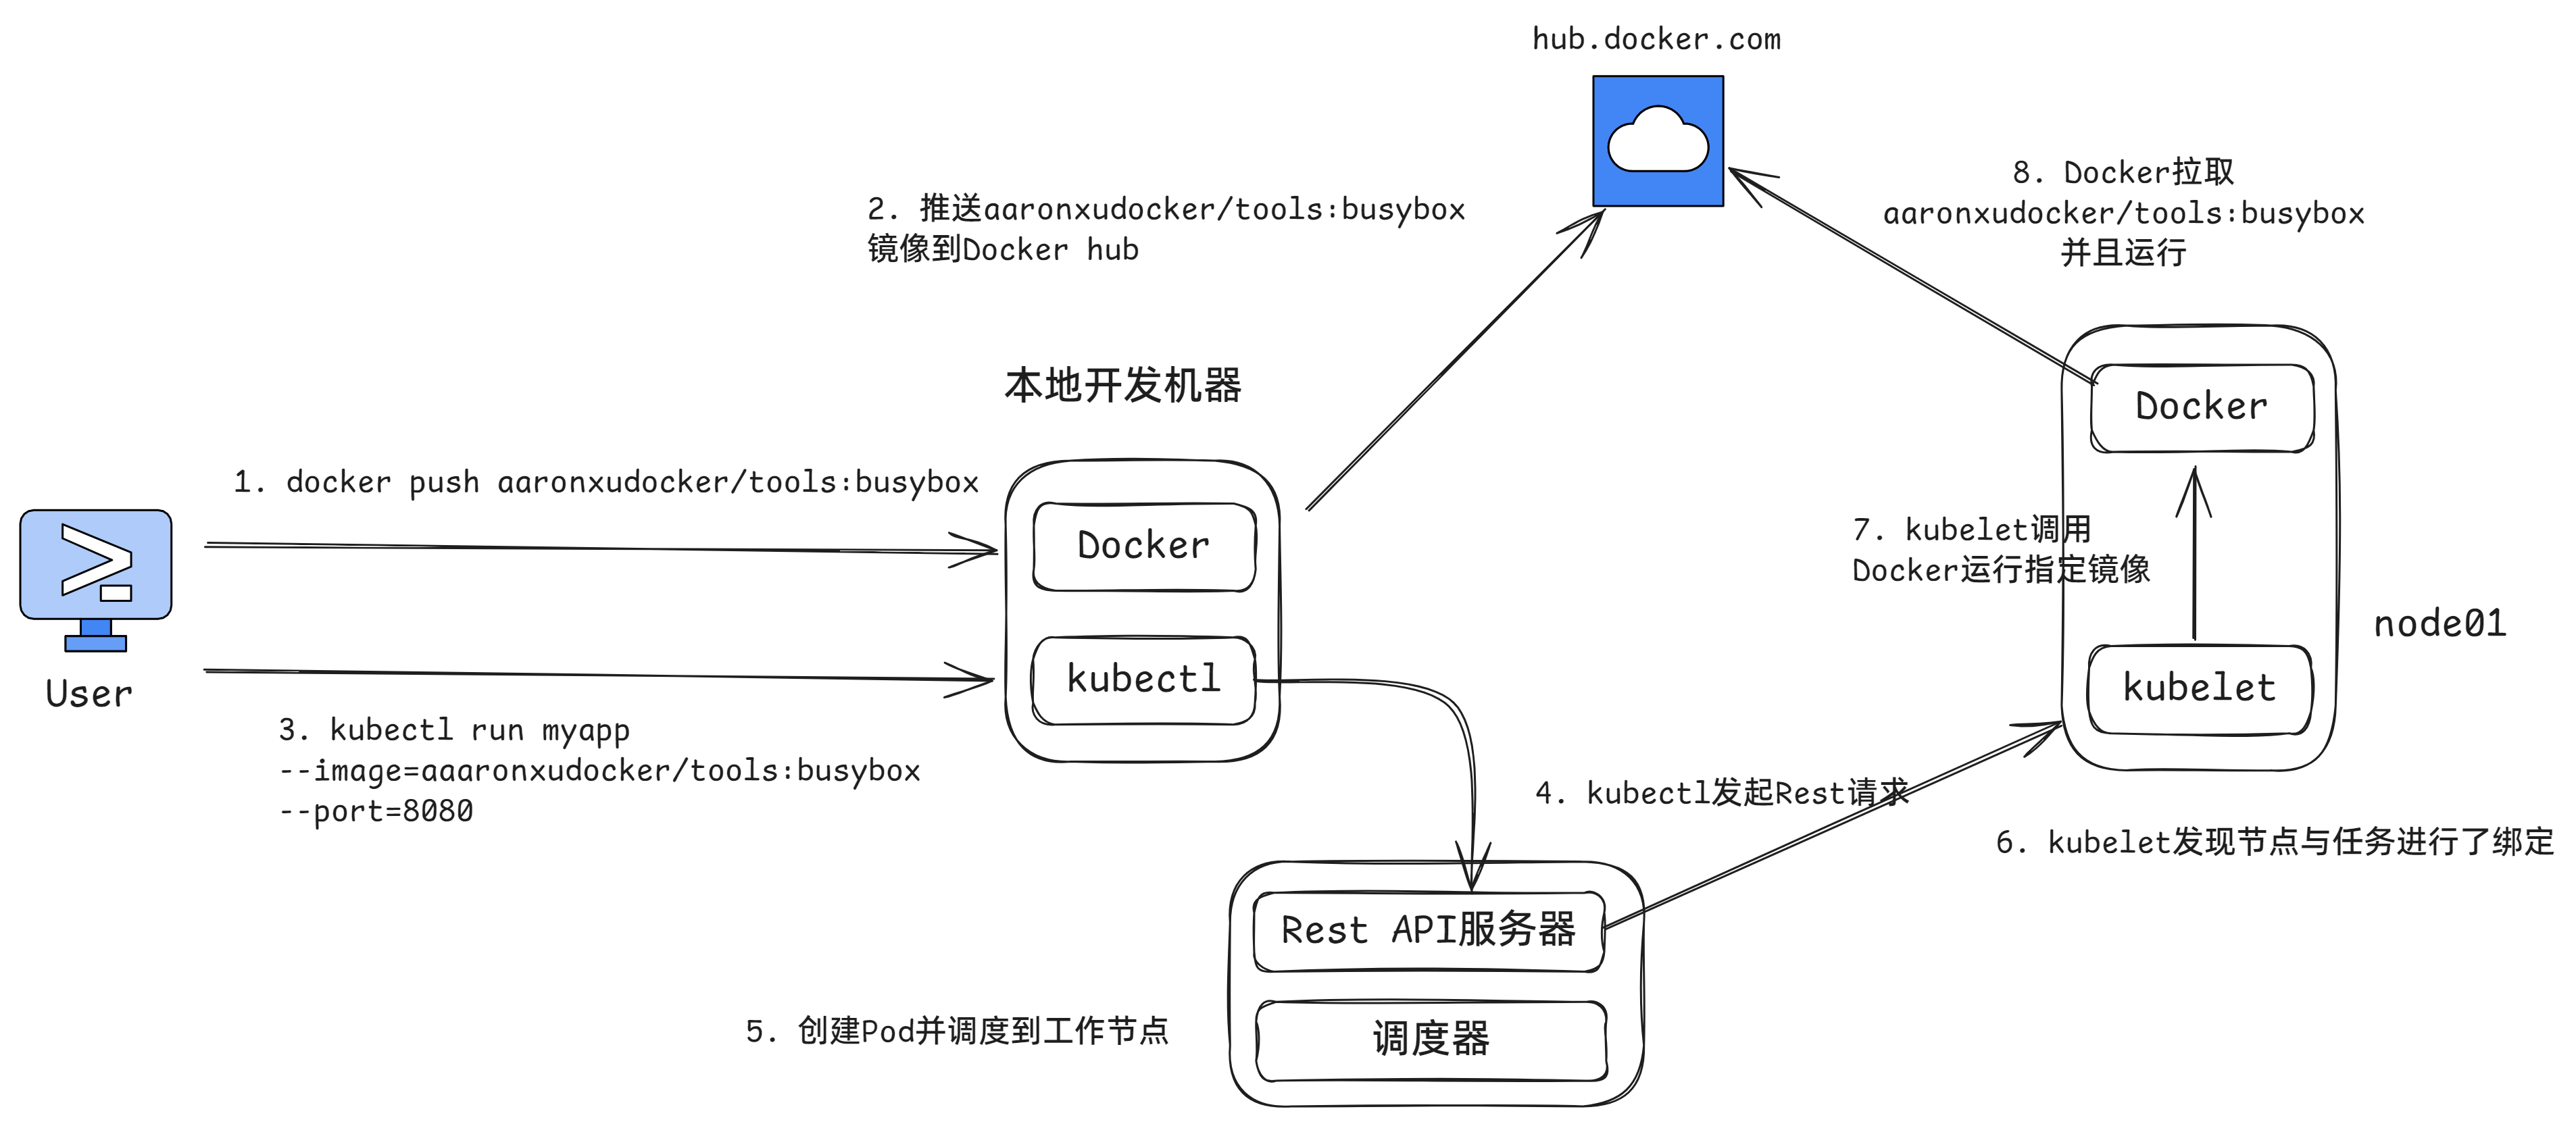 hub.docker.com
8. Docker拉取
aaronxudocker/tools:busybox
并且运行
2. 推送aaronxudocker/tools:busybox
镜像到Docker hub
本地开发机器
Docker
1. docker push aaronxudocker/tools:busybox
Docker
7. kubelet调用
Docker运行指定镜像
node01
kubectl
kubelet
User
3. kubectl run myapp
--image=aaaronxudocker/tools:busybox
--port=8080
4. kubectl发起Rest请求
6. kubelet发现节点与任务进行了绑定
Rest API服务器
5. 创建Pod并调度到工作节点
调度器